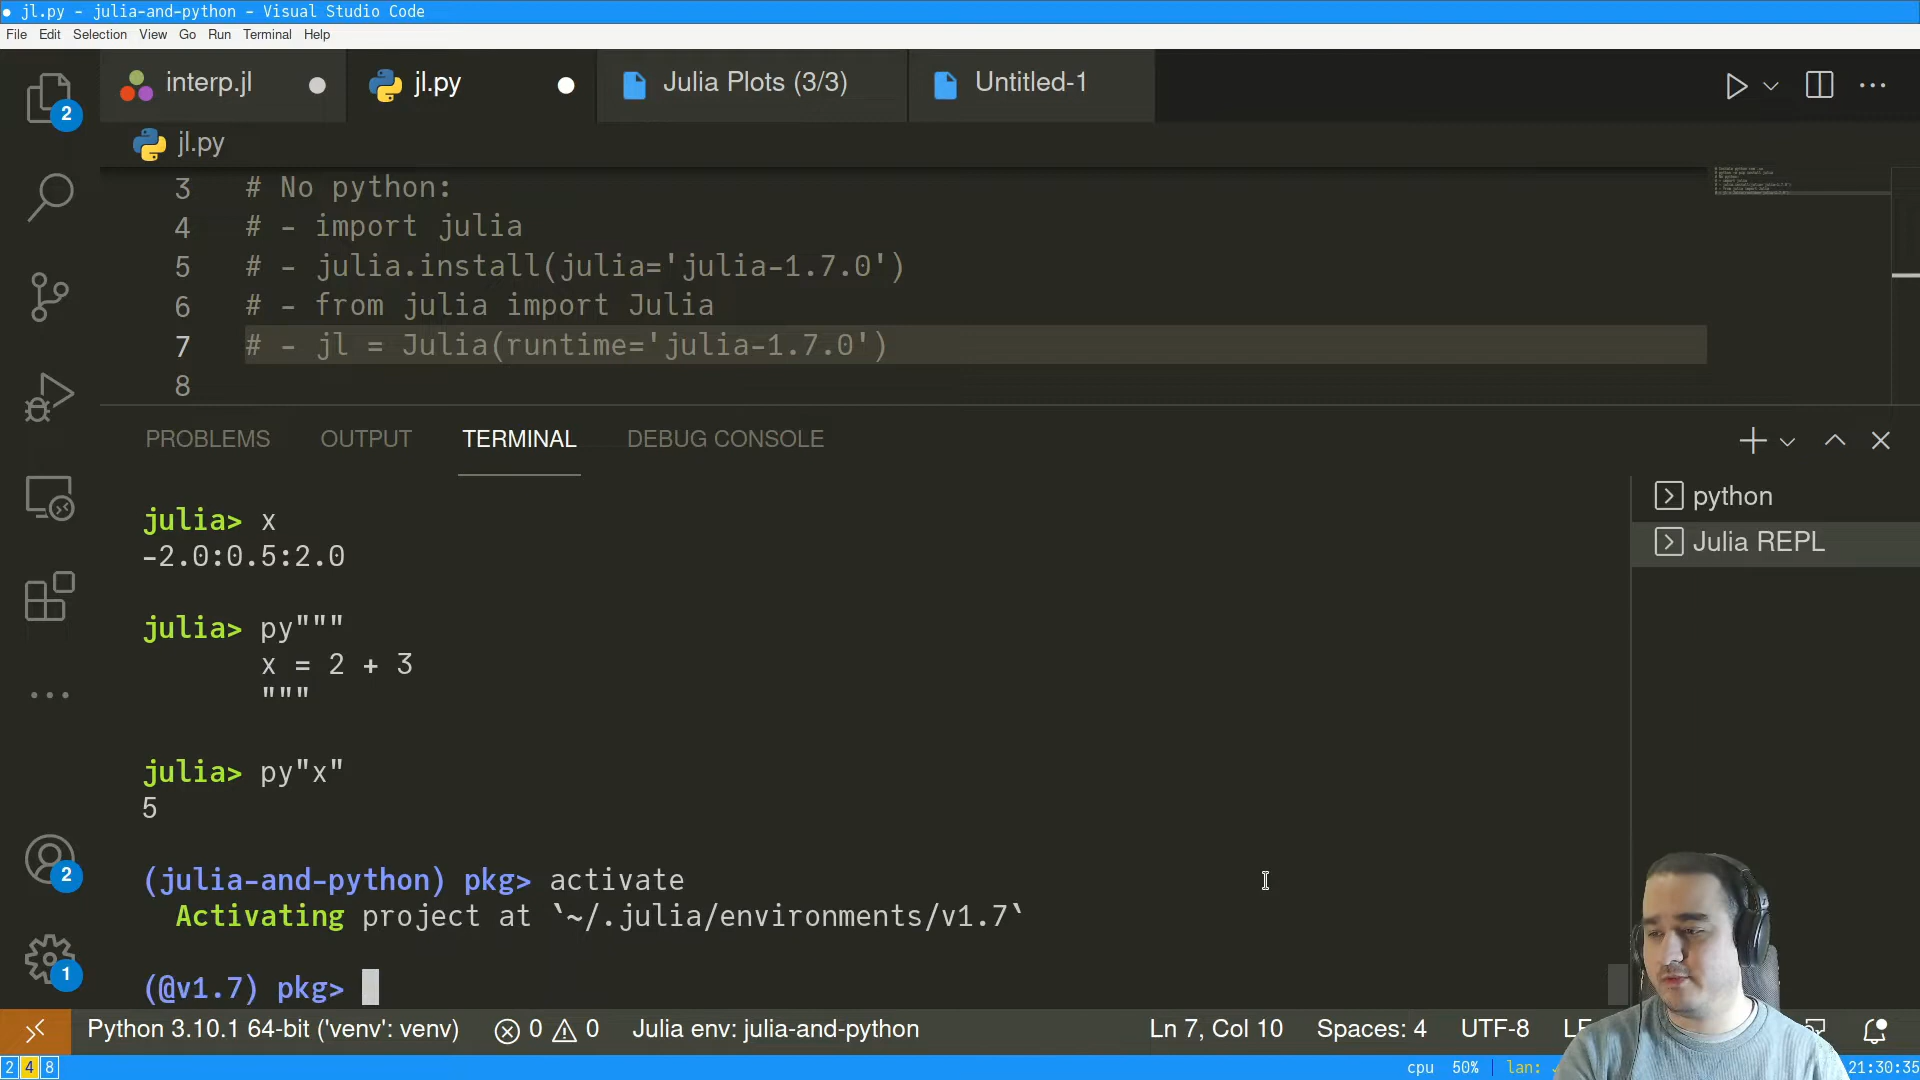 jl.py - julia-and-python - Visual Studio Code
File Edit Selection View Go Run Terminal Help
interp.jl jl.py Julia Plots (3/3) Untitled-1
2
jl.py
3 # No python:
4 # - import julia
5 # - julia.install(julia='julia-1.7.0')
6 # - from julia import Julia
7 # - jl = Julia(runtime='julia-1.7.0')
8
PROBLEMS OUTPUT TERMINAL DEBUG CONSOLE
python
Julia REPL
julia> x
-2.0:0.5:2.0
julia> py"""
x = 2 + 3
"""
julia> py"x"
5
(julia-and-python) pkg> activate
Activating project at `~/.julia/environments/v1.7`
(@v1.7) pkg>
2
1
Python 3.10.1 64-bit ('venv': venv) 0 0 Julia env: julia-and-python Ln 7, Col 10 Spaces: 4 UTF-8
2 4 8 cpu 50% lan: 21:30:35